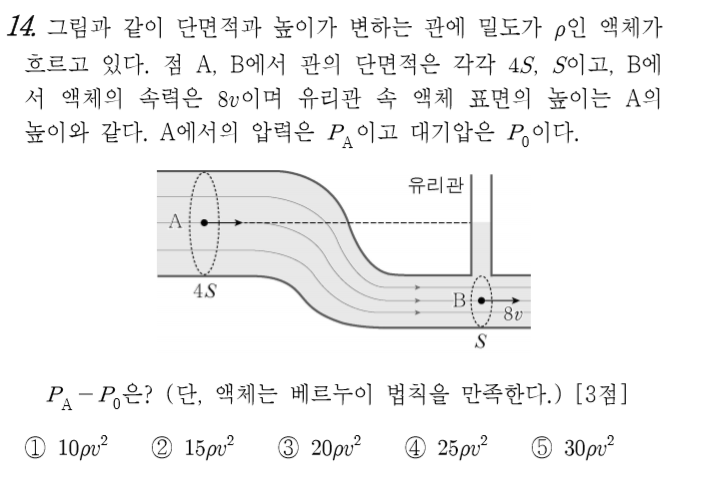 14. 그림과 같이 단면적과 높이가 변하는 관에 밀도가 ρ인 액체가
흐르고 있다. 점 A, B에서 관의 단면적은 각각 4S, S이고, B에
서 액체의 속력은 8v이며 유리관 속 액체 표면의 높이는 A의
높이와 같다. A에서의 압력은 P_A이고 대기압은 P_0이다.
유리관
A
4S
B
8v
S
P_A − P_0은? (단, 액체는 베르누이 법칙을 만족한다.) [3점]
① 10ρv² ② 15ρv² ③ 20ρv² ④ 25ρv² ⑤ 30ρv²